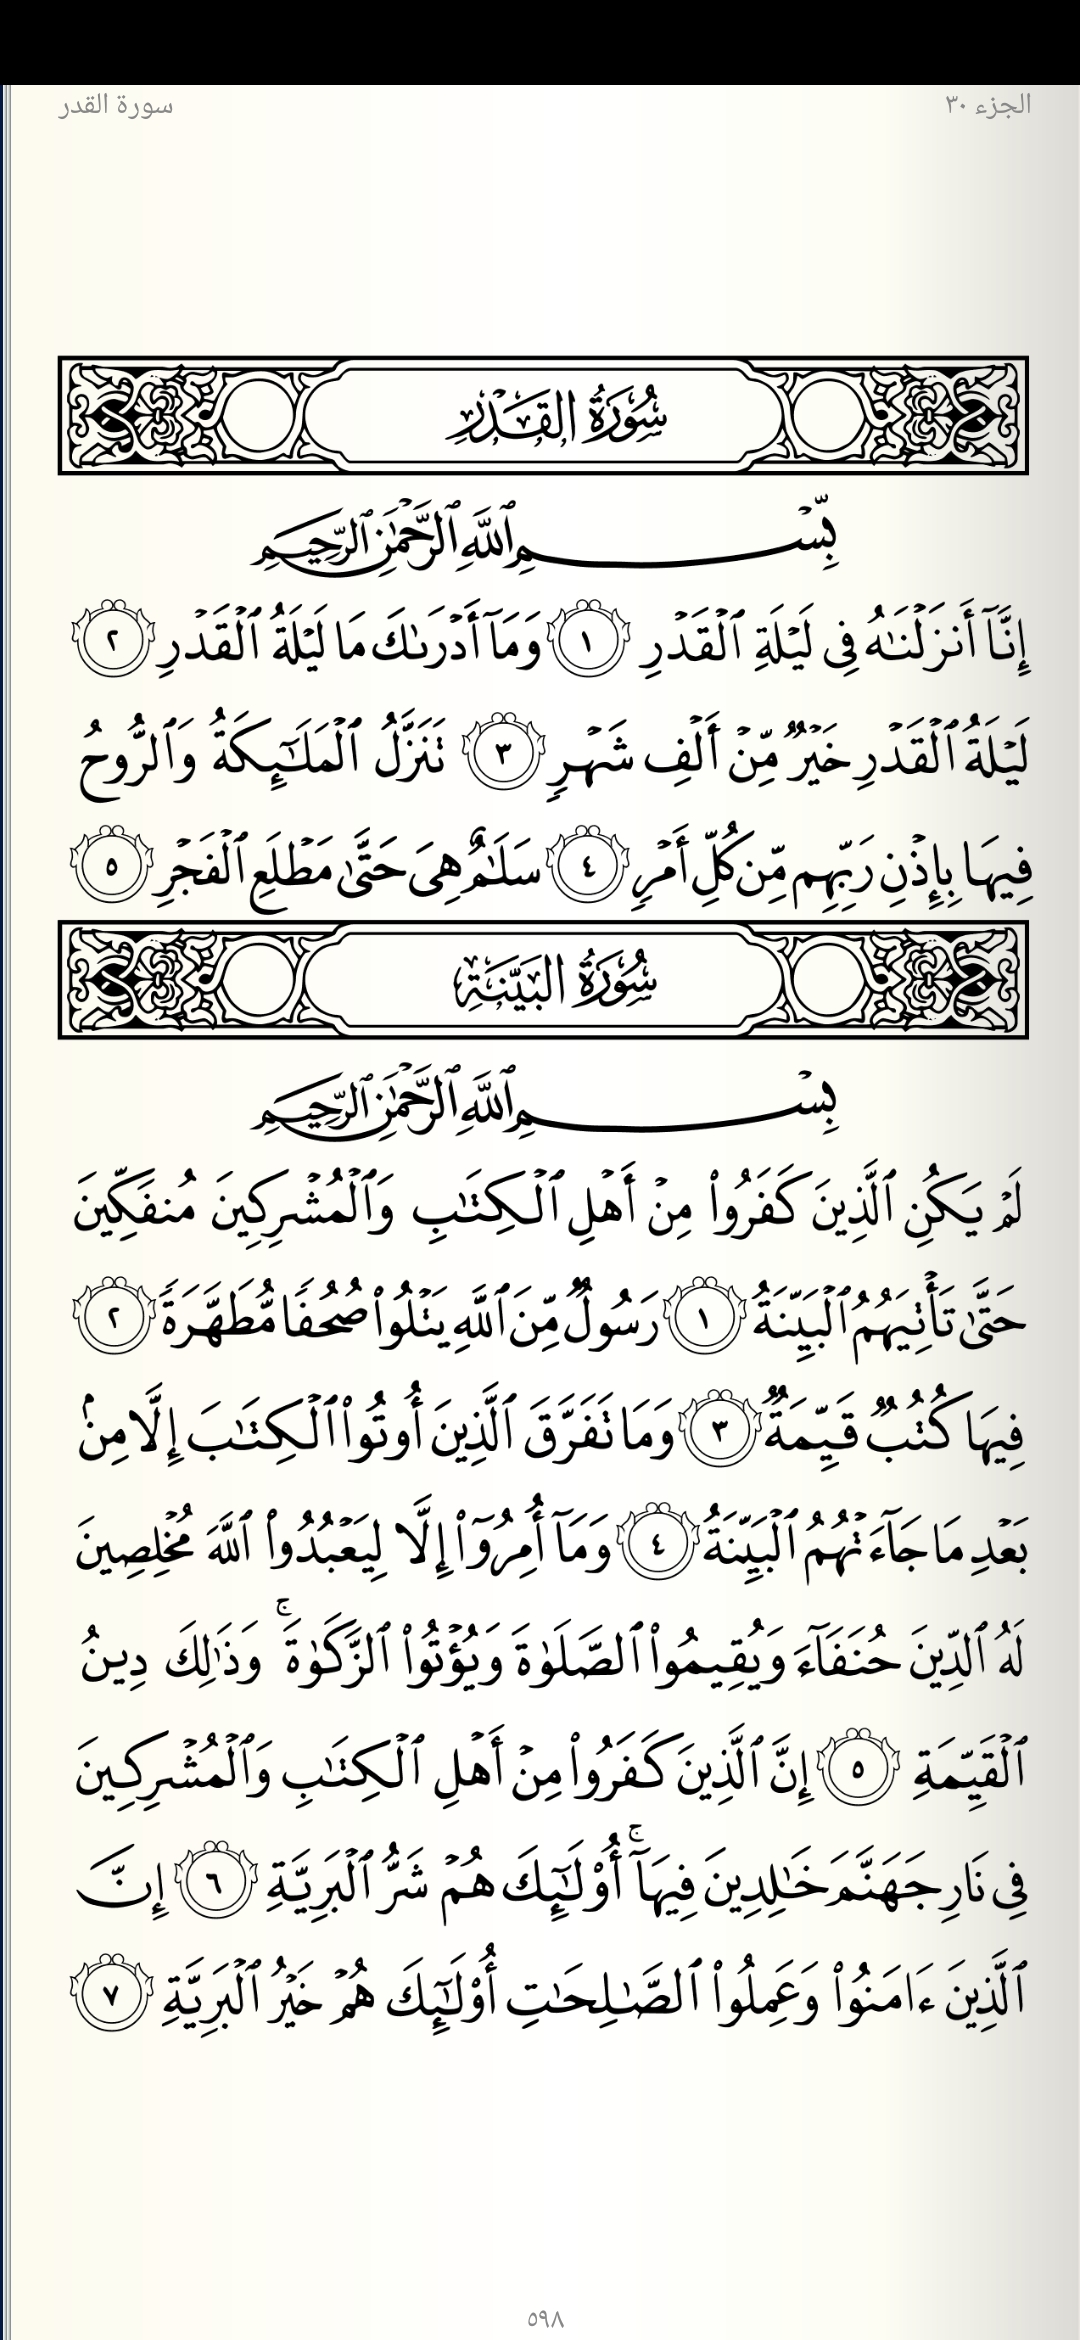 الجزء ٣٠
سورة القدر
سُورَةُ القَدۡرِ
بِّسۡمِ ٱللَّهِ ٱلرَّحۡمَٰنِ ٱلرَّحِيمِ
إِنَّآ أَنزَلۡنَٰهُ فِي لَيۡلَةِ ٱلۡقَدۡرِ ١ وَمَآ أَدۡرَىٰكَ مَا لَيۡلَةُ ٱلۡقَدۡرِ ٢
لَيۡلَةُ ٱلۡقَدۡرِ خَيۡرٞ مِّنۡ أَلۡفِ شَهۡرٖ ٣ تَنَزَّلُ ٱلۡمَلَٰٓئِكَةُ وَٱلرُّوحُ
فِيهَا بِإِذۡنِ رَبِّهِم مِّن كُلِّ أَمۡرٖ ٤ سَلَٰمٌ هِيَ حَتَّىٰ مَطۡلَعِ ٱلۡفَجۡرِ ٥
سُورَةُ البَيِّنَةِ
بِسۡمِ ٱللَّهِ ٱلرَّحۡمَٰنِ ٱلرَّحِيمِ
لَمۡ يَكُنِ ٱلَّذِينَ كَفَرُواْ مِنۡ أَهۡلِ ٱلۡكِتَٰبِ وَٱلۡمُشۡرِكِينَ مُنفَكِّينَ
حَتَّىٰ تَأۡتِيَهُمُ ٱلۡبَيِّنَةُ ١ رَسُولٞ مِّنَ ٱللَّهِ يَتۡلُواْ صُحُفٗا مُّطَهَّرَةٗ ٢
فِيهَا كُتُبٞ قَيِّمَةٞ ٣ وَمَا تَفَرَّقَ ٱلَّذِينَ أُوتُواْ ٱلۡكِتَٰبَ إِلَّا مِنۢ
بَعۡدِ مَا جَآءَتۡهُمُ ٱلۡبَيِّنَةُ ٤ وَمَآ أُمِرُوٓاْ إِلَّا لِيَعۡبُدُواْ ٱللَّهَ مُخۡلِصِينَ
لَهُ ٱلدِّينَ حُنَفَآءَ وَيُقِيمُواْ ٱلصَّلَوٰةَ وَيُؤۡتُواْ ٱلزَّكَوٰةَۚ وَذَٰلِكَ دِينُ
ٱلۡقَيِّمَةِ ٥ إِنَّ ٱلَّذِينَ كَفَرُواْ مِنۡ أَهۡلِ ٱلۡكِتَٰبِ وَٱلۡمُشۡرِكِينَ
فِي نَارِ جَهَنَّمَ خَٰلِدِينَ فِيهَآۚ أُوْلَٰٓئِكَ هُمۡ شَرُّ ٱلۡبَرِيَّةِ ٦ إِنَّ
ٱلَّذِينَ ءَامَنُواْ وَعَمِلُواْ ٱلصَّٰلِحَٰتِ أُوْلَٰٓئِكَ هُمۡ خَيۡرُ ٱلۡبَرِيَّةِ ٧
٥٩٨